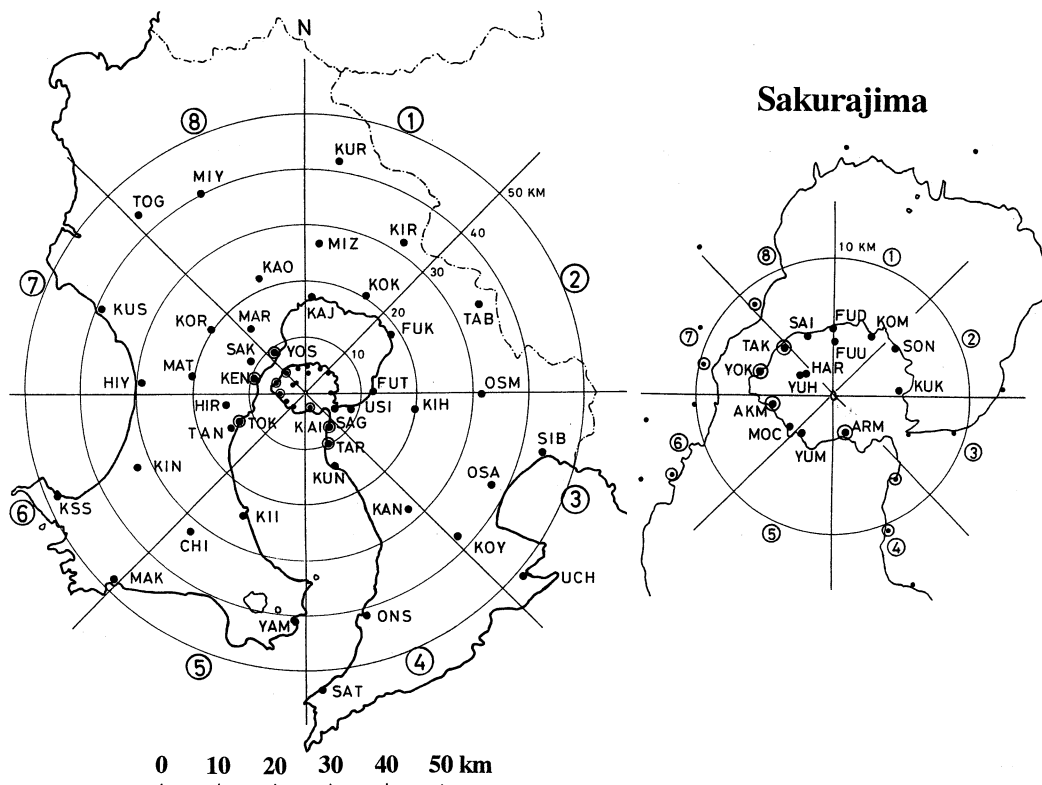 N
8
1
KUR
MIY
50 KM
TOG
KIR
40
MIZ
30
KAO
2
7
KOK
KUS
KAJ
20
TAB
KOR
MAR
FUK
SAK
YOS
10
MAT
KEN
FUT
OSM
HIY
HIR
USI
KIH
TAN
TOK
KAI
SAG
TAR
SIB
KIN
KUN
OSA
3
6
KSS
KII
KAN
CHI
KOY
MAK
UCH
YAM
ONS
5
4
SAT
0 10 20 30 40 50 km
Sakurajima
8
10 KM
1
7
SAI
FUD
KOM
2
TAK
FUU
SON
YOK
HAR
YUH
KUK
AKM
0
MOC
ARM
6
YUM
3
5
4